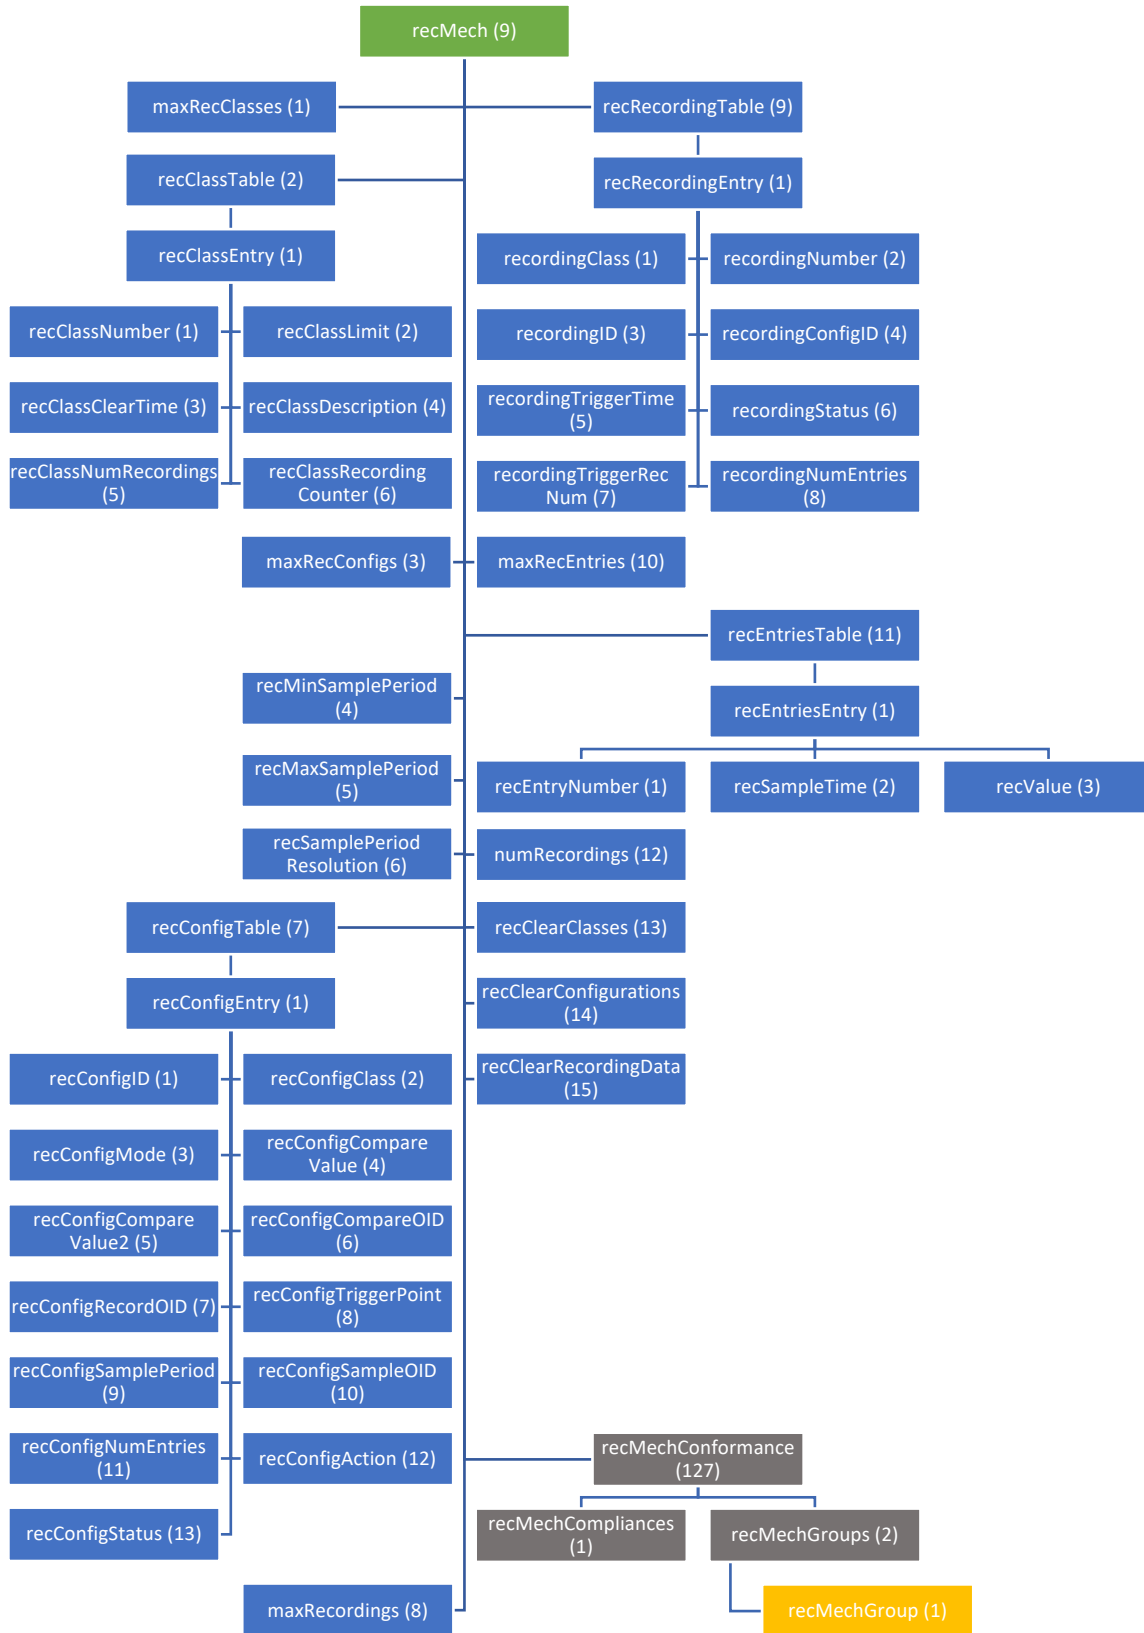 recMech (9)
maxRecClasses (1)
recRecordingTable (9)
recClassTable (2)
recRecordingEntry (1)
recClassEntry (1)
recordingClass (1)
recordingNumber (2)
recClassNumber (1)
recClassLimit (2)
recordingID (3)
recordingConfigID (4)
recClassClearTime (3)
recClassDescription (4)
recordingTriggerTime
(5)
recordingStatus (6)
recClassNumRecordings
(5)
recClassRecording
Counter (6)
recordingTriggerRec
Num (7)
recordingNumEntries
(8)
maxRecConfigs (3)
maxRecEntries (10)
recEntriesTable (11)
recMinSamplePeriod
(4)
recEntriesEntry (1)
recMaxSamplePeriod
(5)
recEntryNumber (1)
recSampleTime (2)
recValue (3)
recSamplePeriod
Resolution (6)
numRecordings (12)
recConfigTable (7)
recClearClasses (13)
recConfigEntry (1)
recClearConfigurations
(14)
recConfigID (1)
recConfigClass (2)
recClearRecordingData
(15)
recConfigMode (3)
recConfigCompare
Value (4)
recConfigCompare
Value2 (5)
recConfigCompareOID
(6)
recConfigRecordOID (7)
recConfigTriggerPoint
(8)
recConfigSamplePeriod
(9)
recConfigSampleOID
(10)
recConfigNumEntries
(11)
recConfigAction (12)
recMechConformance
(127)
recConfigStatus (13)
recMechCompliances
(1)
recMechGroups (2)
maxRecordings (8)
recMechGroup (1)